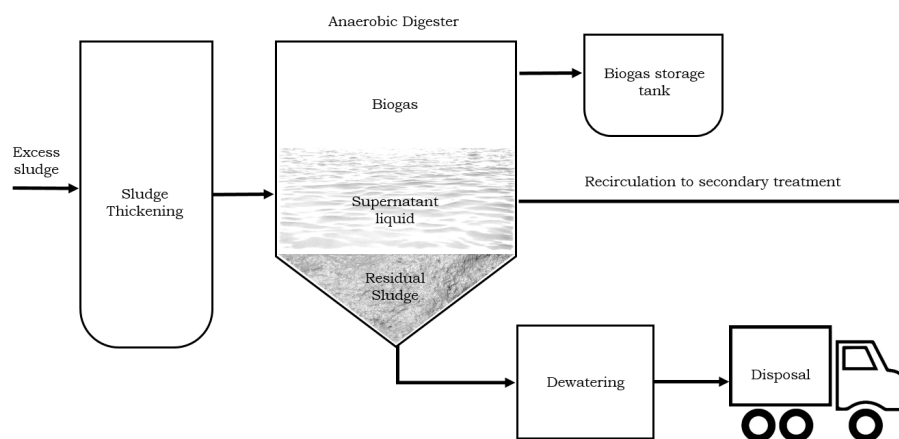 Anaerobic Digester
Biogas storage
tank
Biogas
Excess
sludge
Sludge
Thickening
Recirculation to secondary treatment
Supernatant
liquid
Residual
Sludge
Dewatering
Disposal